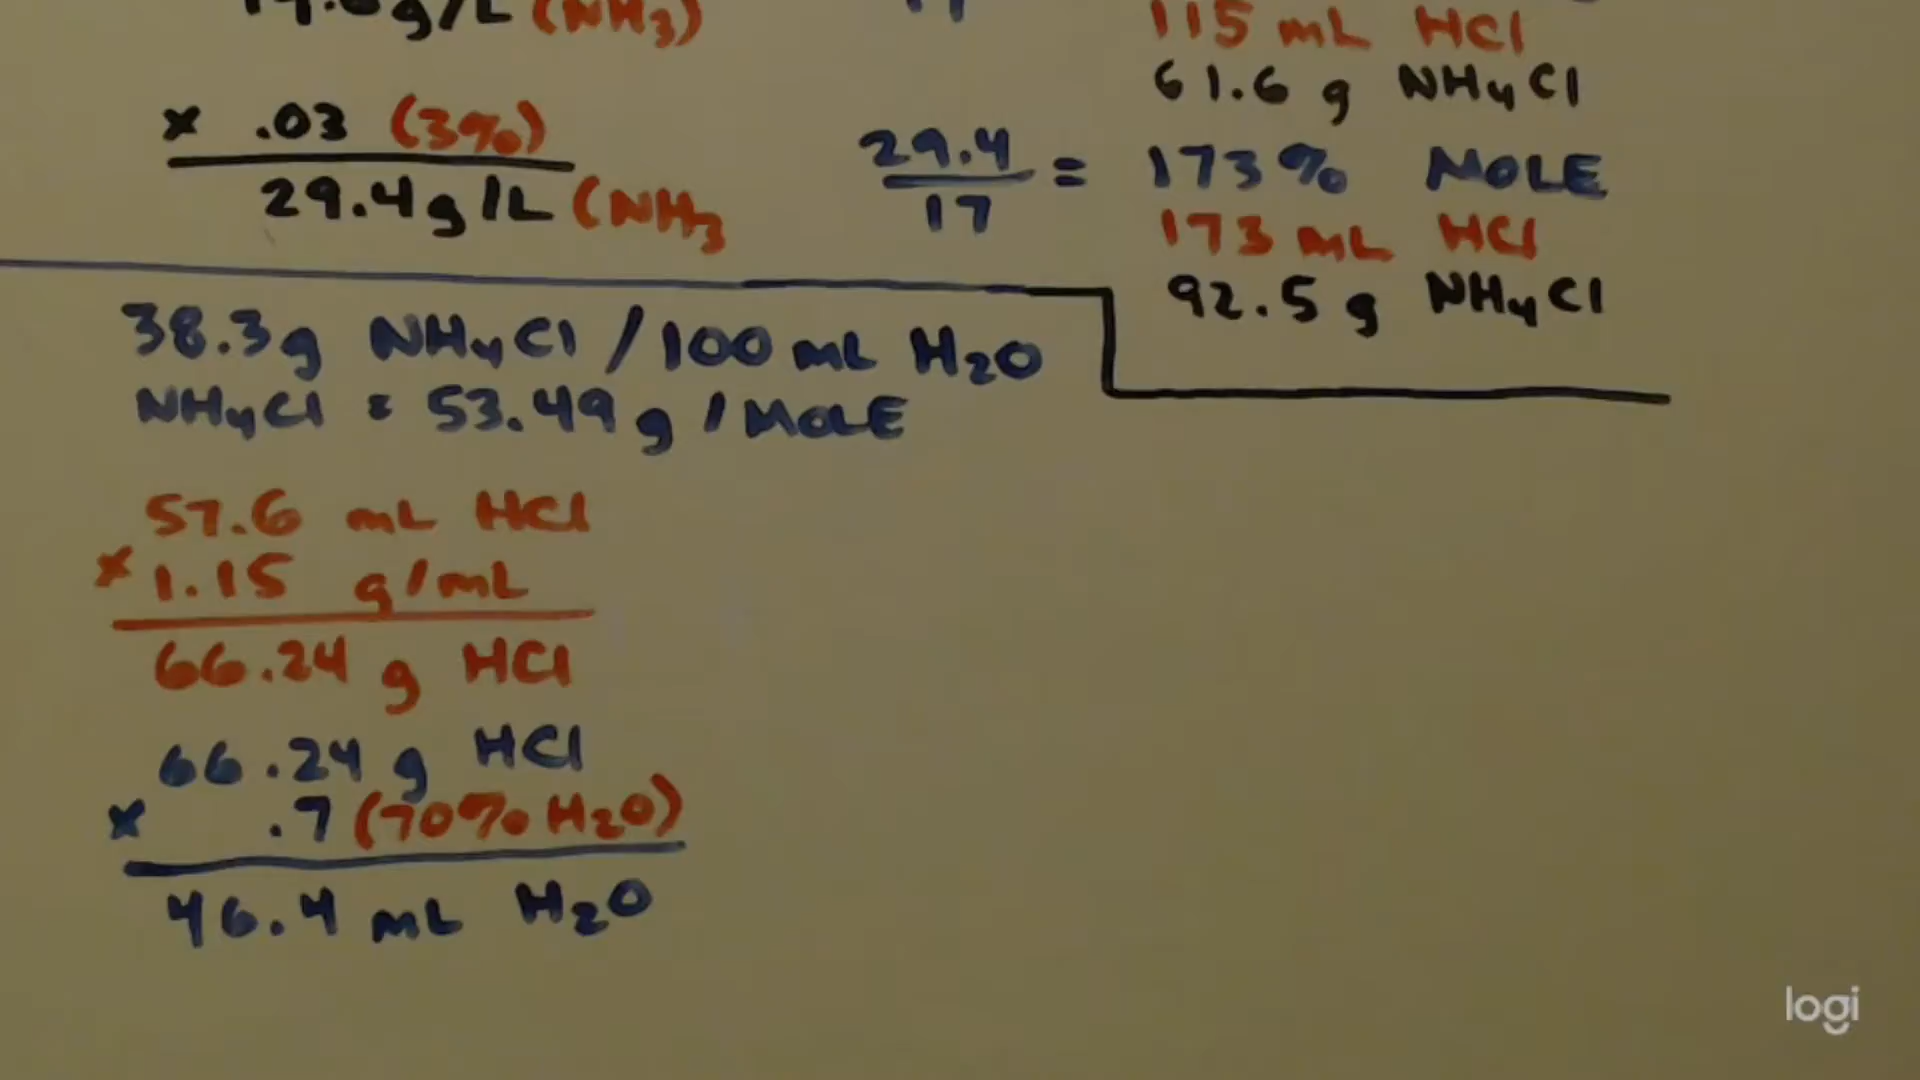 g/L (NH3)
115 mL HCl
61.6 g NH4Cl
x .03 (3%)
29.4 g/L (NH3
29.4
17
= 173% MOLE
173 mL HCl
92.5 g NH4Cl
38.3g NH4Cl / 100 mL H2O
NH4Cl = 53.49 g / MOLE
57.6 mL HCl
x 1.15 g/mL
66.24 g HCl
66.24 g HCl
x .7 (70% H2O)
46.4 mL H2O
logi